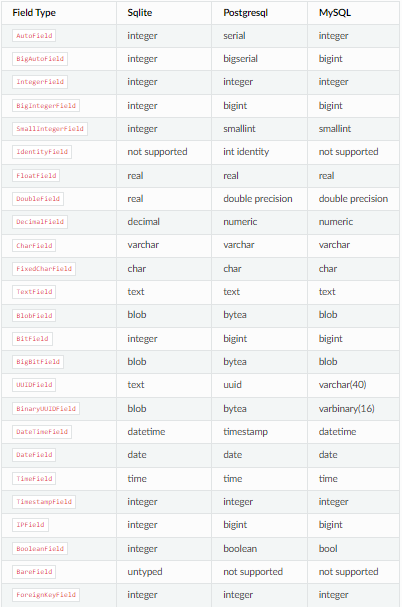 Field Type Sqlite Postgresql MySQL
AutoField integer serial integer
BigAutoField integer bigserial bigint
IntegerField integer integer integer
BigIntegerField integer bigint bigint
SmallIntegerField integer smallint smallint
IdentityField not supported int identity not supported
FloatField real real real
DoubleField real double precision double precision
DecimalField decimal numeric numeric
CharField varchar varchar varchar
FixedCharField char char char
TextField text text text
BlobField blob bytea blob
BitField integer bigint bigint
BigBitField blob bytea blob
UUIDField text uuid varchar(40)
BinaryUUIDField blob bytea varbinary(16)
DateTimeField datetime timestamp datetime
DateField date date date
TimeField time time time
TimestampField integer integer integer
IPField integer bigint bigint
BooleanField integer boolean bool
BareField untyped not supported not supported
ForeignKeyField integer integer integer